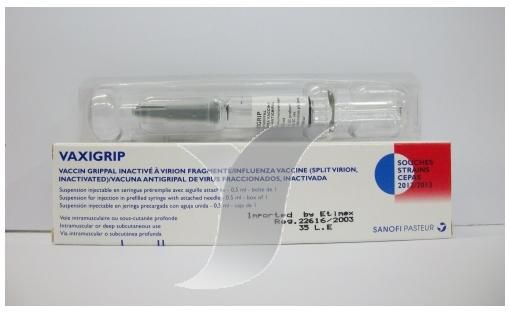 VAXIGRIP
VACCIN GRIPPAL INACTIVÉ À VIRION FRAGMENTÉ/INFLUENZA VACCINE (SPLIT VIRION,
INACTIVATED)/VACUNA ANTIGRIPAL DE VIRUS FRACCIONADOS, INACTIVADA
Suspension injectable en seringue préremplie avec aiguille attachée - 0,5 ml - boîte de 1
Suspension for injection in prefilled syringe with attached needle - 0.5 ml - box of 1
Suspensión inyectable en jeringa precargada con aguja unida - 0,5 ml - caja de 1
Voie intramusculaire ou sous-cutanée profonde
Intramuscular or deep subcutaneous use
Vía intramuscular o subcutánea profunda
Imported by Etimex
Reg.22616/2003
35 L.E
SOUCHES
STRAINS
CEPAS
2012/2013
SANOFI PASTEUR
VAXIGRIP